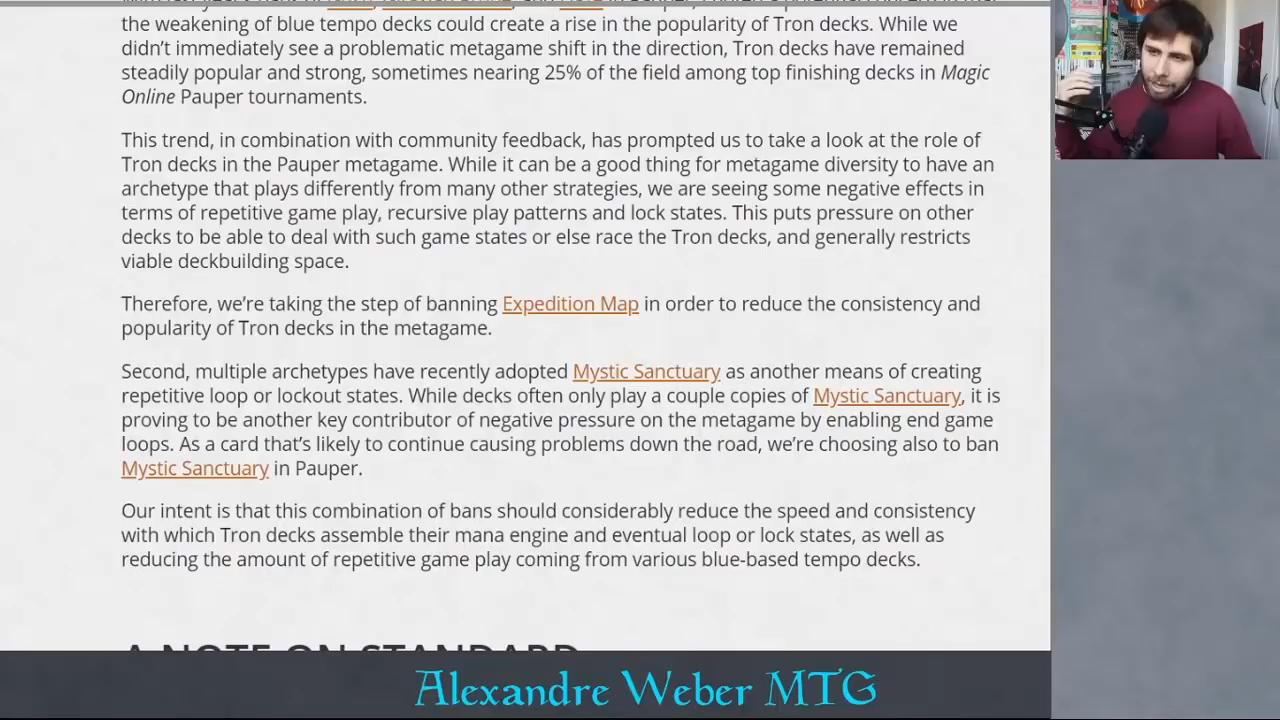 the weakening of blue tempo decks could create a rise in the popularity of Tron decks. While we
didn't immediately see a problematic metagame shift in the direction, Tron decks have remained
steadily popular and strong, sometimes nearing 25% of the field among top finishing decks in Magic
Online Pauper tournaments.
This trend, in combination with community feedback, has prompted us to take a look at the role of
Tron decks in the Pauper metagame. While it can be a good thing for metagame diversity to have an
archetype that plays differently from many other strategies, we are seeing some negative effects in
terms of repetitive game play, recursive play patterns and lock states. This puts pressure on other
decks to be able to deal with such game states or else race the Tron decks, and generally restricts
viable deckbuilding space.
Therefore, we're taking the step of banning Expedition Map in order to reduce the consistency and
popularity of Tron decks in the metagame.
Second, multiple archetypes have recently adopted Mystic Sanctuary as another means of creating
repetitive loop or lockout states. While decks often only play a couple copies of Mystic Sanctuary, it is
proving to be another key contributor of negative pressure on the metagame by enabling end game
loops. As a card that's likely to continue causing problems down the road, we're choosing also to ban
Mystic Sanctuary in Pauper.
Our intent is that this combination of bans should considerably reduce the speed and consistency
with which Tron decks assemble their mana engine and eventual loop or lock states, as well as
reducing the amount of repetitive game play coming from various blue-based tempo decks.
A NOTE ON STANDARD
Alexandre Weber MTG